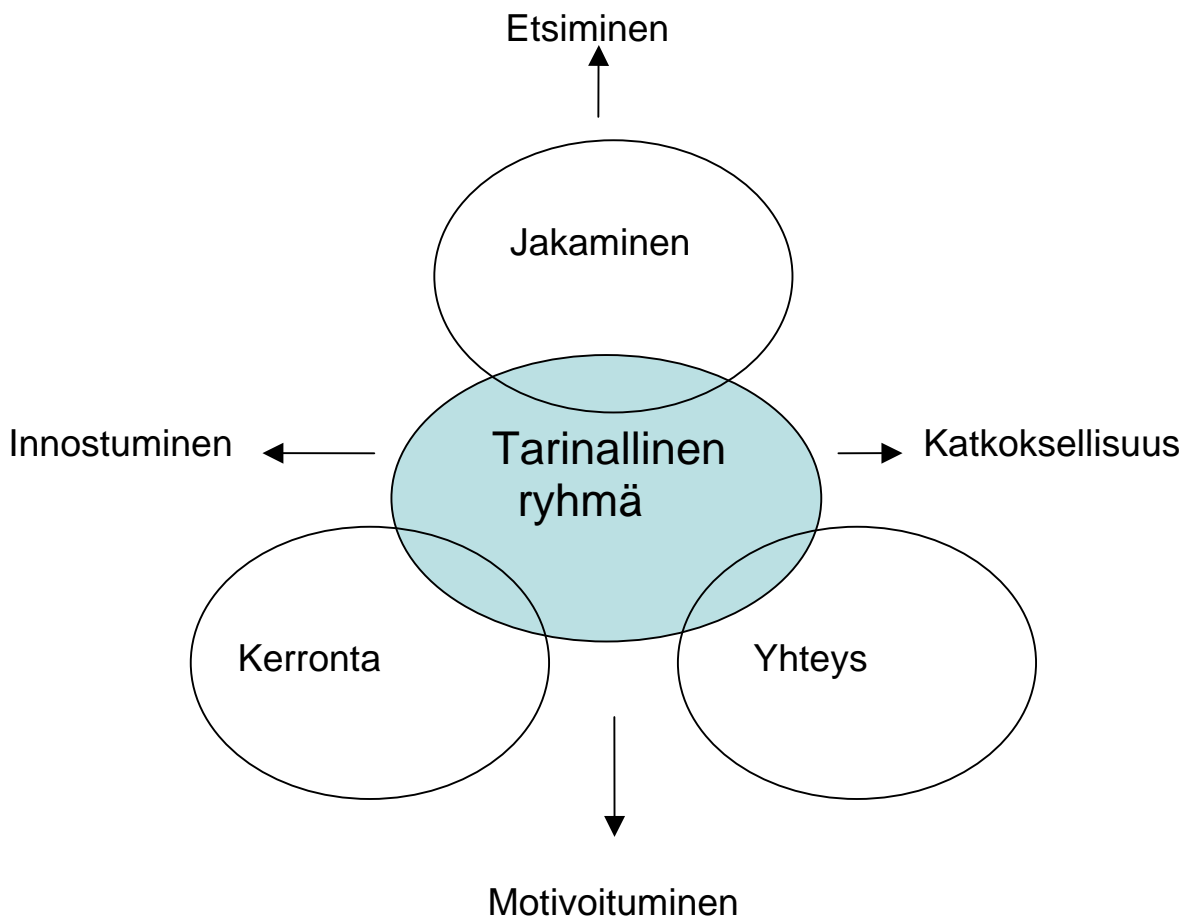 Etsiminen
Jakaminen
Innostuminen
Tarinallinen
ryhmä
Katkoksellisuus
Kerronta
Yhteys
Motivoituminen